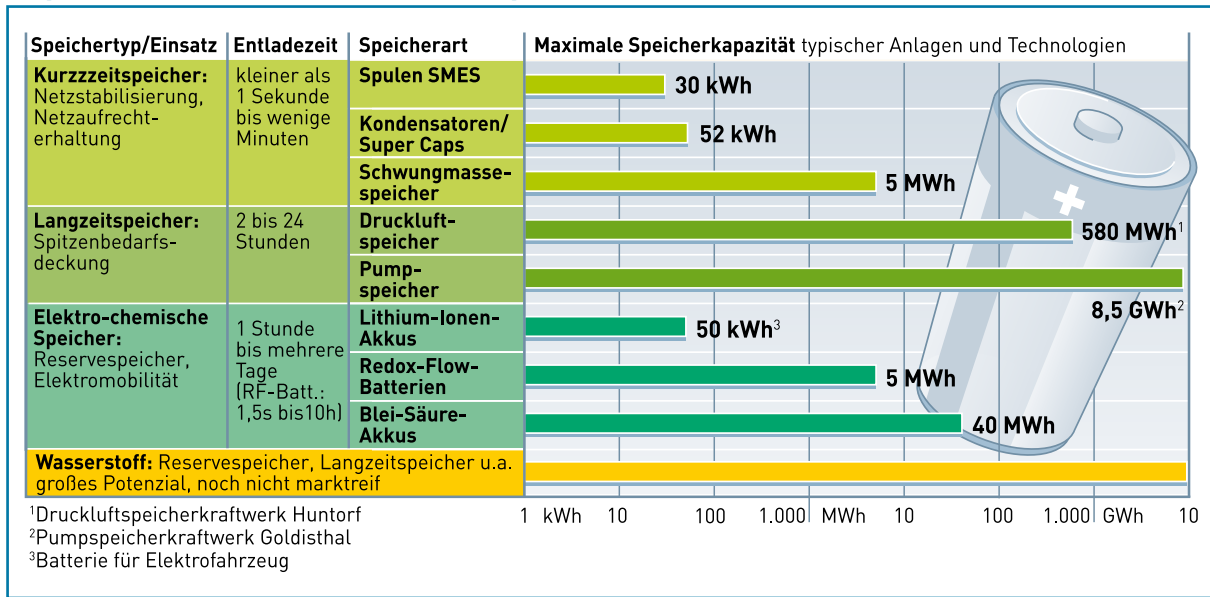 Speichertyp/Einsatz Entladezeit Speicherart Maximale Speicherkapazität typischer Anlagen und Technologien
Kurzzzeitspeicher:
Netzstabilisierung,
Netzaufrecht-
erhaltung
kleiner als
1 Sekunde
bis wenige
Minuten
Spulen SMES
30 kWh
Kondensatoren/
Super Caps
52 kWh
Schwungmasse-
speicher
5 MWh
Langzeitspeicher:
Spitzenbedarfs-
deckung
2 bis 24
Stunden
Druckluft-
speicher
580 MWh¹
Pump-
speicher
8,5 GWh²
Elektro-chemische
Speicher:
Reservespeicher,
Elektromobilität
1 Stunde
bis mehrere
Tage
(RF-Batt.:
1,5s bis10h)
Lithium-Ionen-
Akku
50 kWh³
Redox-Flow-
Batterien
5 MWh
Blei-Säure-
Akkus
40 MWh
Wasserstoff: Reservespeicher, Langzeitspeicher u.a.
großes Potenzial, noch nicht marktreif
1 kWh 10 100 1.000 MWh 10 100 1.000 GWh 10
¹Druckluftspeicherkraftwerk Huntorf
²Pumpspeicherkraftwerk Goldisthal
³Batterie für Elektrofahrzeug